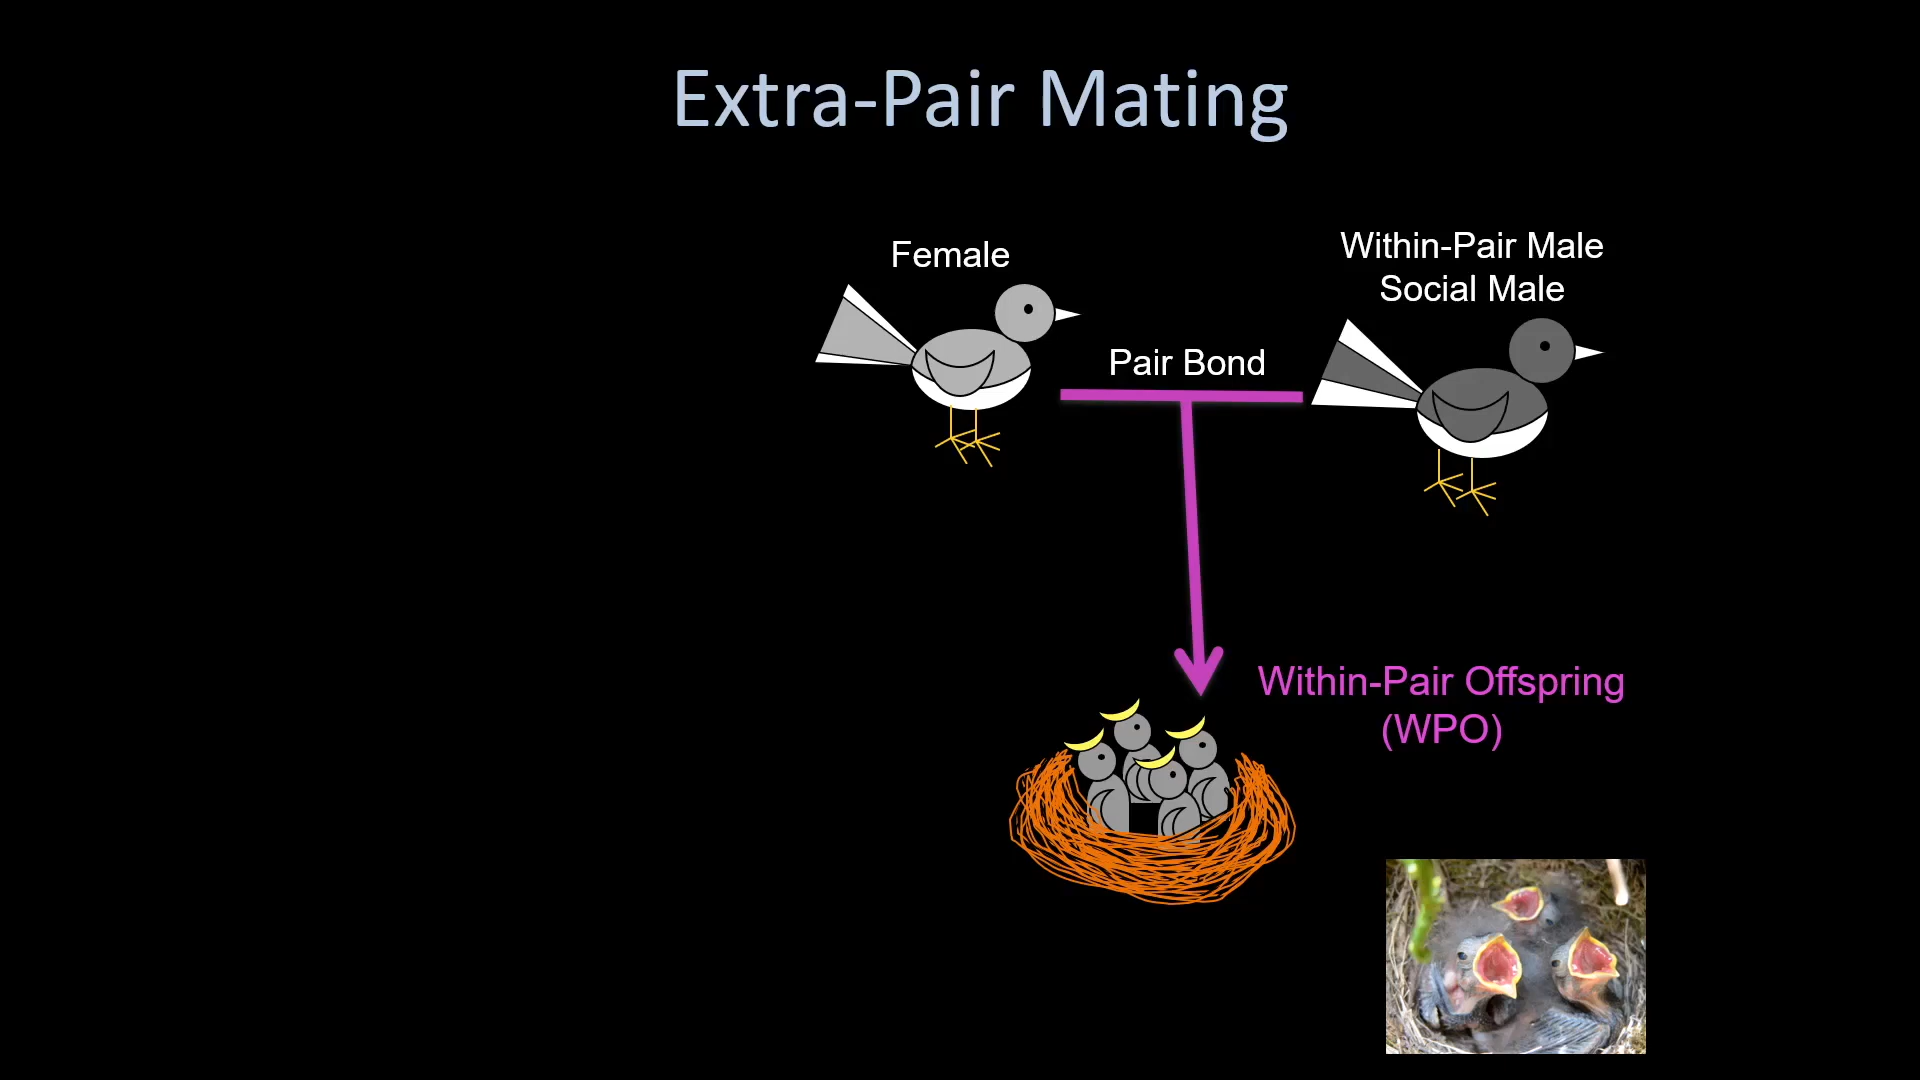 Extra-Pair Mating
Female
Within-Pair Male
Social Male
Pair Bond
Within-Pair Offspring
(WPO)